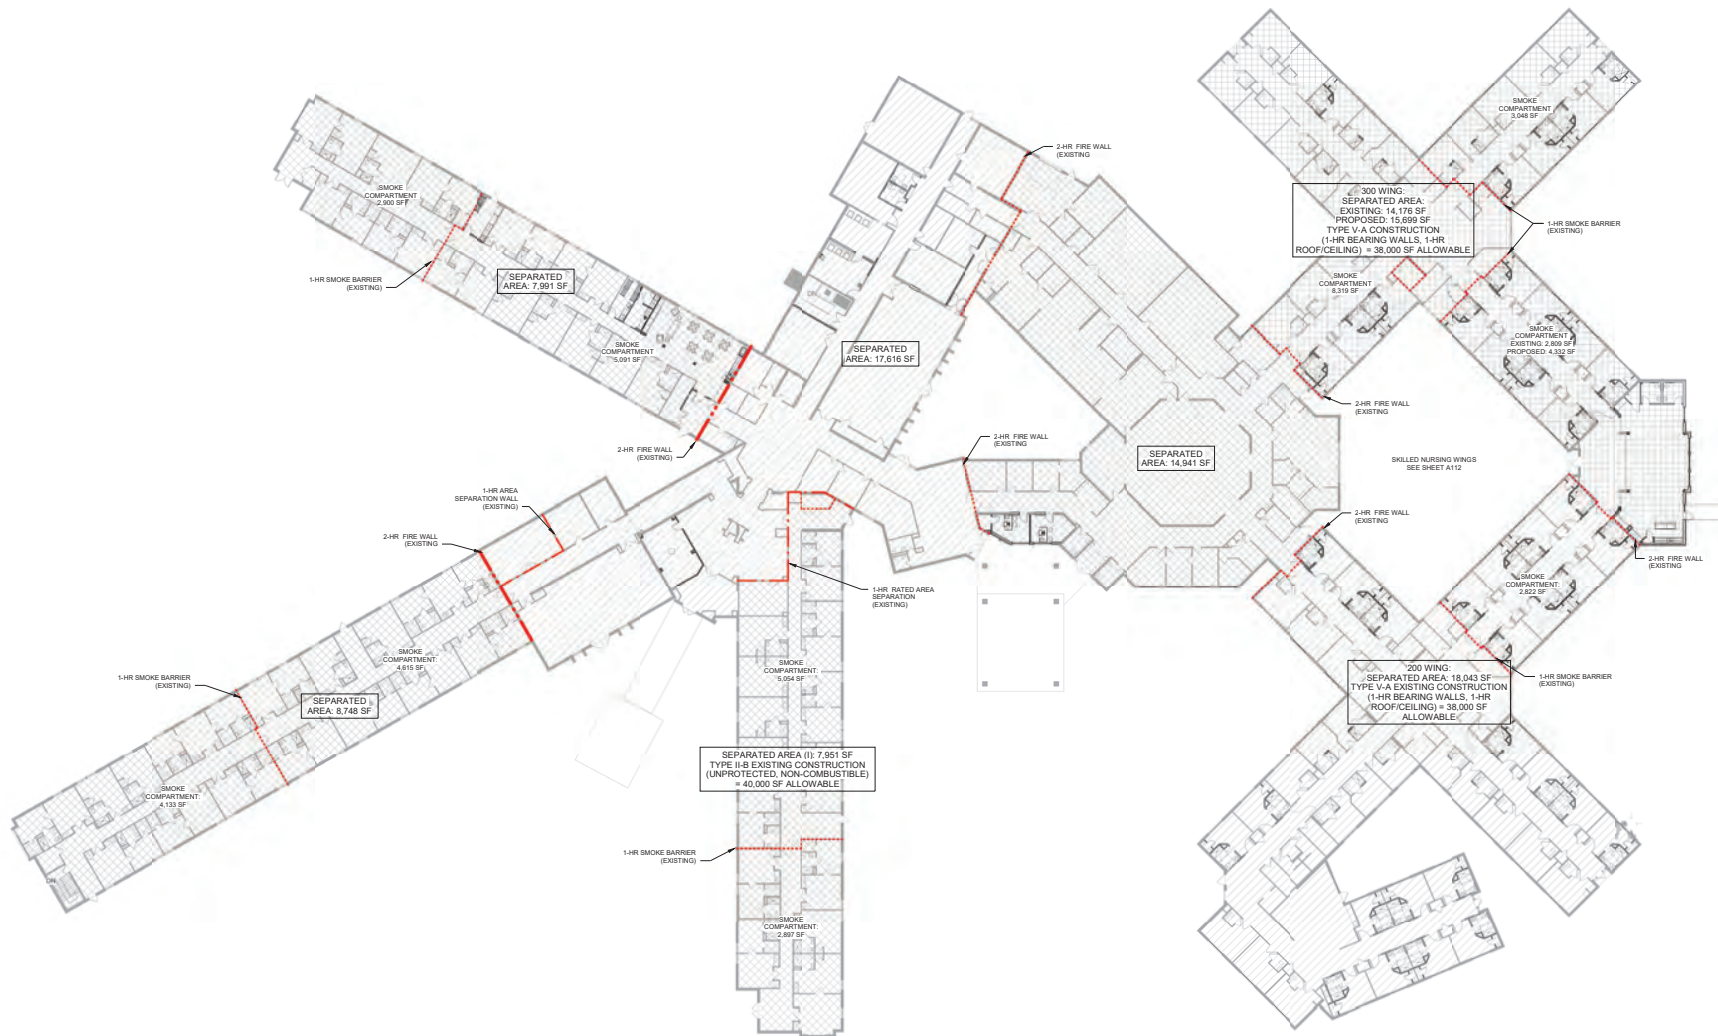 SMOKE
COMPARTMENT
2,900 SF
1-HR SMOKE BARRIER
(EXISTING)
SEPARATED
AREA: 7,991 SF
SMOKE
COMPARTMENT
5,091 SF
2-HR  FIRE WALL
(EXISTING)
2-HR  FIRE WALL
(EXISTING
SEPARATED
AREA: 17,616 SF
2-HR  FIRE WALL
(EXISTING
SEPARATED
AREA: 14,941 SF
SMOKE
COMPARTMENT
3,048 SF
300 WING:
SEPARATED AREA:
EXISTING: 14,176 SF
PROPOSED: 15,699 SF
TYPE V-A CONSTRUCTION
(1-HR BEARING WALLS, 1-HR
ROOF/CEILING)  = 38,000 SF ALLOWABLE
1-HR SMOKE BARRIER
(EXISTING)
SMOKE
COMPARTMENT
8,319 SF
SMOKE
COMPARTMENT
EXISTING: 2,809 SF
PROPOSED: 4,332 SF
2-HR  FIRE WALL
(EXISTING
SKILLED NURSING WINGS
SEE SHEET A112
2-HR  FIRE WALL
(EXISTING
2-HR  FIRE WALL
(EXISTING
SMOKE
COMPARTMENT:
2,822 SF
1-HR SMOKE BARRIER
(EXISTING)
200 WING:
SEPARATED AREA: 18,043 SF
TYPE V-A EXISTING CONSTRUCTION
(1-HR BEARING WALLS, 1-HR
ROOF/CEILING) = 38,000 SF
ALLOWABLE
1-HR AREA
SEPARATION WALL
(EXISTING)
2-HR  FIRE WALL
(EXISTING
1-HR  RATED AREA
SEPARATION
(EXISTING)
SMOKE
COMPARTMENT:
4,615 SF
1-HR SMOKE BARRIER
(EXISTING)
SEPARATED
AREA: 8,748 SF
SMOKE
COMPARTMENT:
4,133 SF
DN
SMOKE
COMPARTMENT:
5,054 SF
SEPARATED AREA (I): 7,951 SF
TYPE II-B EXISTING CONSTRUCTION
(UNPROTECTED, NON-COMBUSTIBLE)
= 40,000 SF ALLOWABLE
1-HR SMOKE BARRIER
(EXISTING)
SMOKE
COMPARTMENT:
2,897 SF